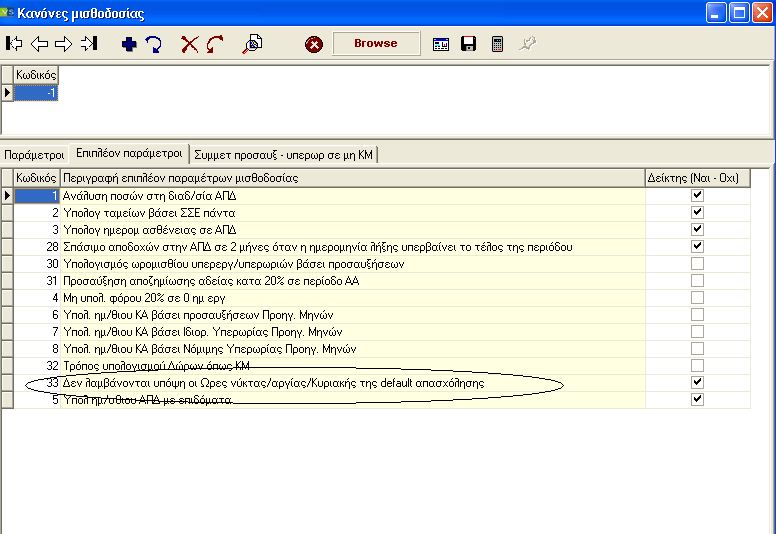 Κανόνες μισθοδοσίας
Browse
Κωδικός
-1
Παράμετροι Επιπλέον παράμετροι Συμμετ προσαυξ - υπερωρ σε μη ΚΜ
Κωδικός Περιγραφή επιπλέον παραμέτρων μισθοδοσίας Δείκτης (Ναι - Οχι)
1 Ανάλυση ποσών στη διαδ/σία ΑΠΔ
2 Υπολογ ταμείων βάσει ΣΣΕ πάντα
3 Υπολογ ημερομ ασθένειας σε ΑΠΔ
28 Σπάσιμο αποδοχών στην ΑΠΔ σε 2 μήνες όταν η ημερομηνία λήξης υπερβαίνει το τέλος της περιόδου
30 Υπολογισμός ωρομισθίου υπερεργ/υπερωριών βάσει προσαυξήσεων
31 Προσαύξηση αποζημίωσης αδείας κατα 20% σε περίοδο ΑΑ
4 Μη υπολ. φόρου 20% σε 0 ημ εργ
6 Υπολ. ημ/θιου ΚΑ βάσει προσαυξήσεων Προηγ. Μηνών
7 Υπολ. ημ/θιου ΚΑ βάσει Ιδιορ. Υπερωρίας Προηγ. Μηνών
8 Υπολ. ημ/θιου ΚΑ βάσει Νόμιμης Υπερωρίας Προηγ. Μηνών
32 Τρόπος υπολογισμού Δώρων όπως ΚΜ
33 Δεν λαμβάνονται υπόψη οι Ωρες νύκτας/αργίας/Κυριακής της default απασχόλησης
5 Υπολ ημ/σθιου ΑΠΔ με επιδόματα